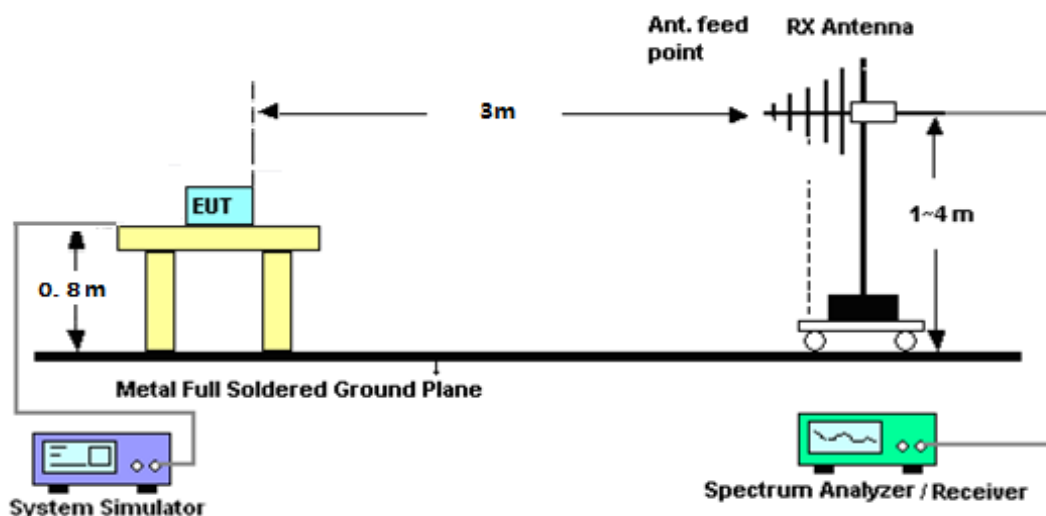 Ant. feed
point
RX Antenna
3m
EUT
1~4 m
0. 8 m
Metal Full Soldered Ground Plane
System Simulator
Spectrum Analyzer / Receiver